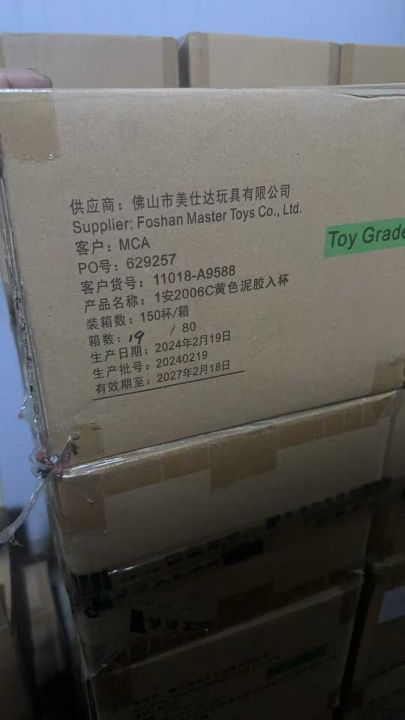 供应商：佛山市美仕达玩具有限公司
Supplier: Foshan Master Toys Co., Ltd.
客户：MCA
PO号：629257
客户货号：11018-A9588
产品名称：1安2006C黄色泥胶入杯
装箱数：150杯/箱
箱数：19 / 80
生产日期：2024年2月19日
生产批号：20240219
有效期至：2027年2月18日
Toy Grade